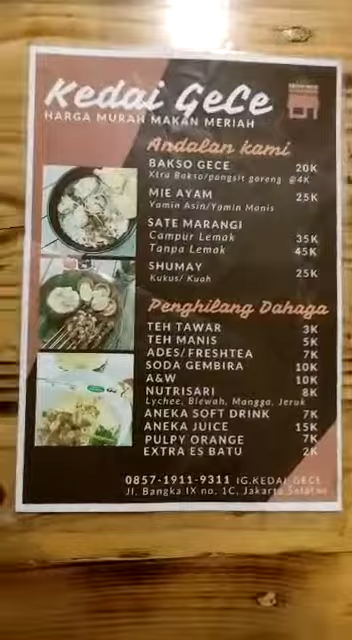 Kedai GeCe
HARGA MURAH MAKAN MERIAH
Andalan kami
BAKSO GECE 20K
Xtra Bakso/pangsit goreng @4K
MIE AYAM 25K
Yamin Asin/Yamin Manis
SATE MARANGI
Campur Lemak 35K
Tanpa Lemak 45K
SHUMAY 25K
Kukus/ Kuah
Penghilang Dahaga
TEH TAWAR 3K
TEH MANIS 5K
ADES/FRESHTEA 7K
SODA GEMBIRA 10K
A&W 10K
NUTRISARI 8K
Lychee, Blewah, Mangga, Jeruk
ANEKA SOFT DRINK 7K
ANEKA JUICE 15K
PULPY ORANGE 7K
EXTRA ES BATU 2K
0857-1911-9311 IG.KEDAI GECE
Jl. Bangka IX no, 1C, Jakarta Selatan